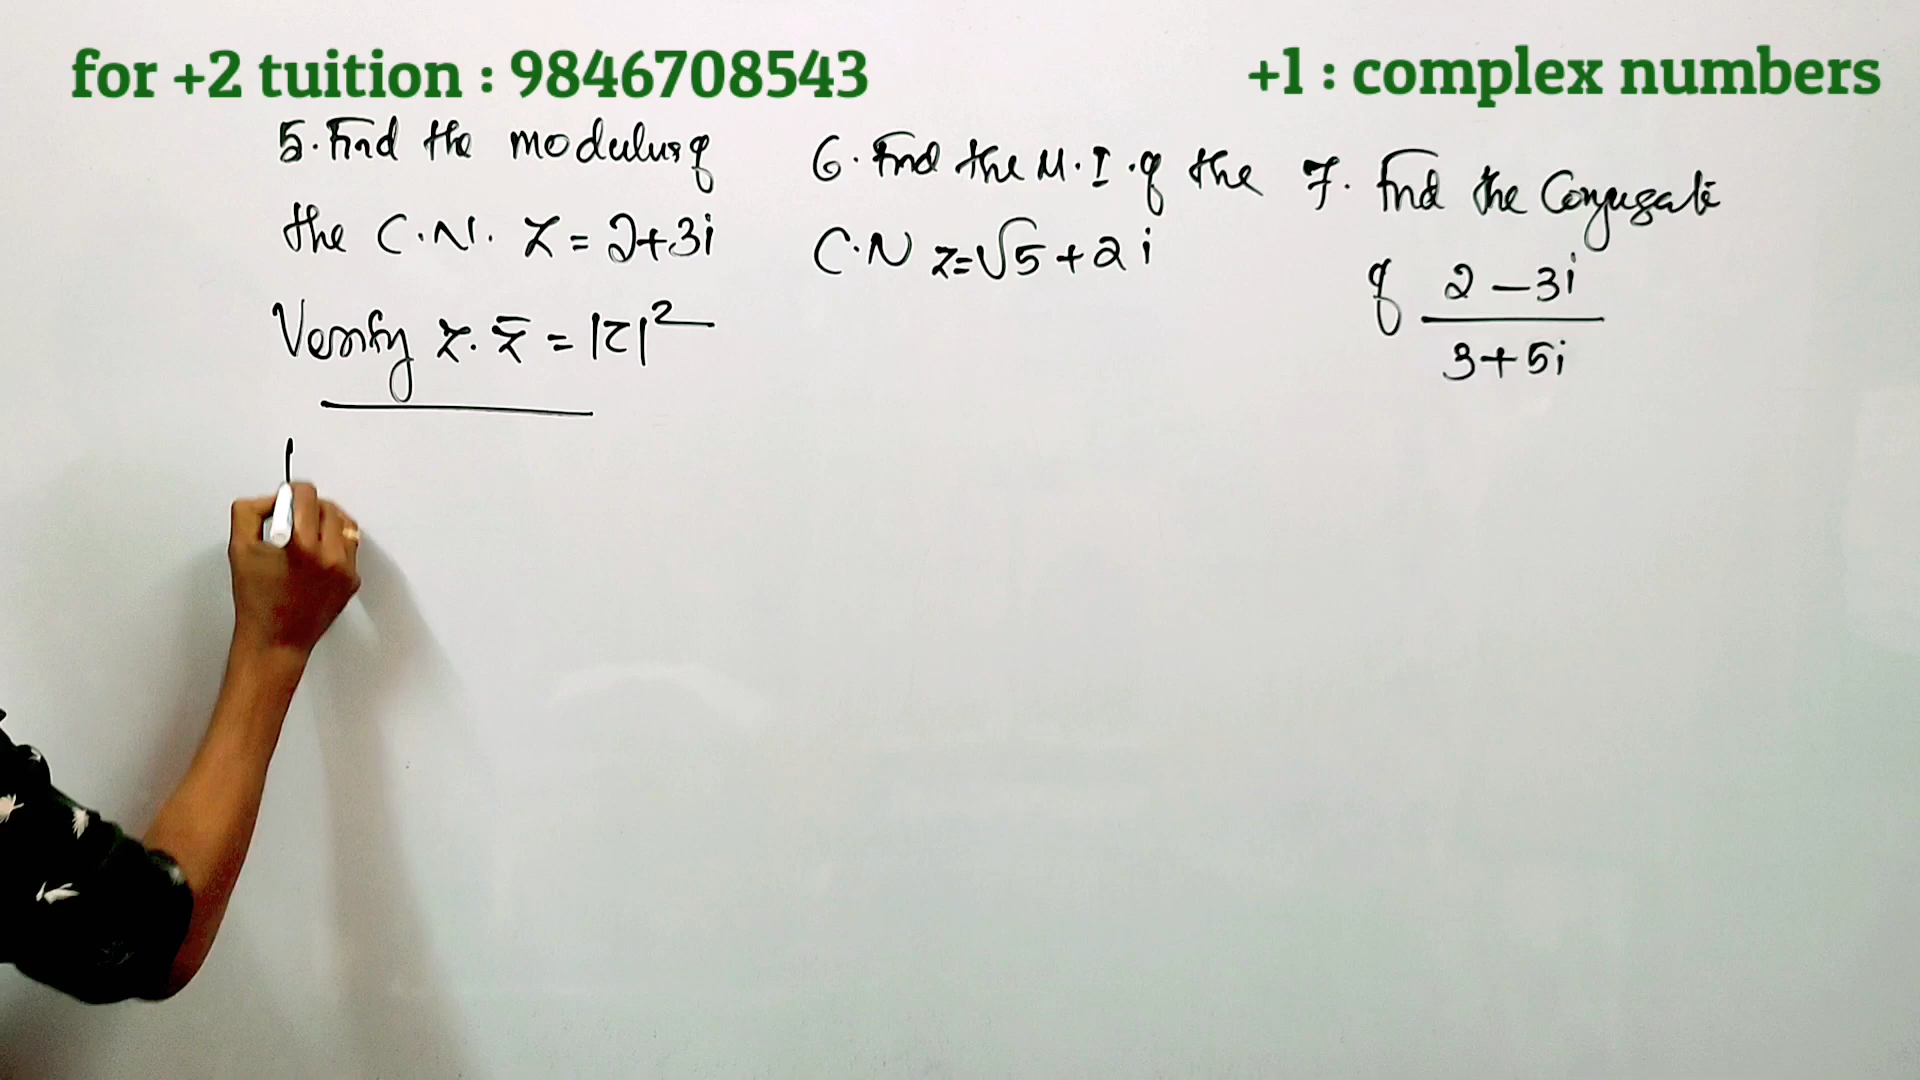 for +2 tuition : 9846708543
+1 : complex numbers
5. Find the modulus of
the C.N. z = 2+3i
Verify z. z̄ = |z|²
6. Find the M.I. of the
C.N z=√5+2i
7. Find the Conjugate
of 2-3i
3+5i